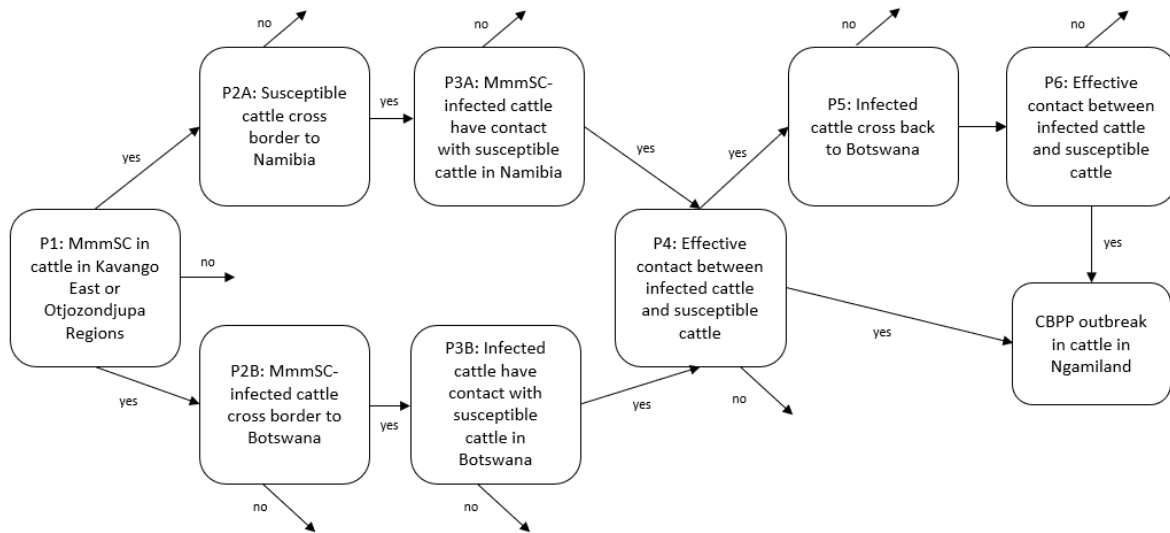 no
no
no
no
P2A: Susceptible
cattle cross
border to
Namibia
yes
P3A: MmmSC-
infected cattle
have contact
with susceptible
cattle in Namibia
P5: Infected
cattle cross back
to Botswana
P6: Effective
contact between
infected cattle
and susceptible
cattle
yes
yes
yes
P1: MmmSC in
cattle in Kavango
East or
Otjozondjupa
Regions
no
P4: Effective
contact between
infected cattle
and susceptible
cattle
yes
yes
CBPP outbreak
in cattle in
Ngamiland
P2B: MmmSC-
infected cattle
cross border to
Botswana
P3B: Infected
cattle have
contact with
susceptible
cattle in
Botswana
yes
yes
yes
no
no
no